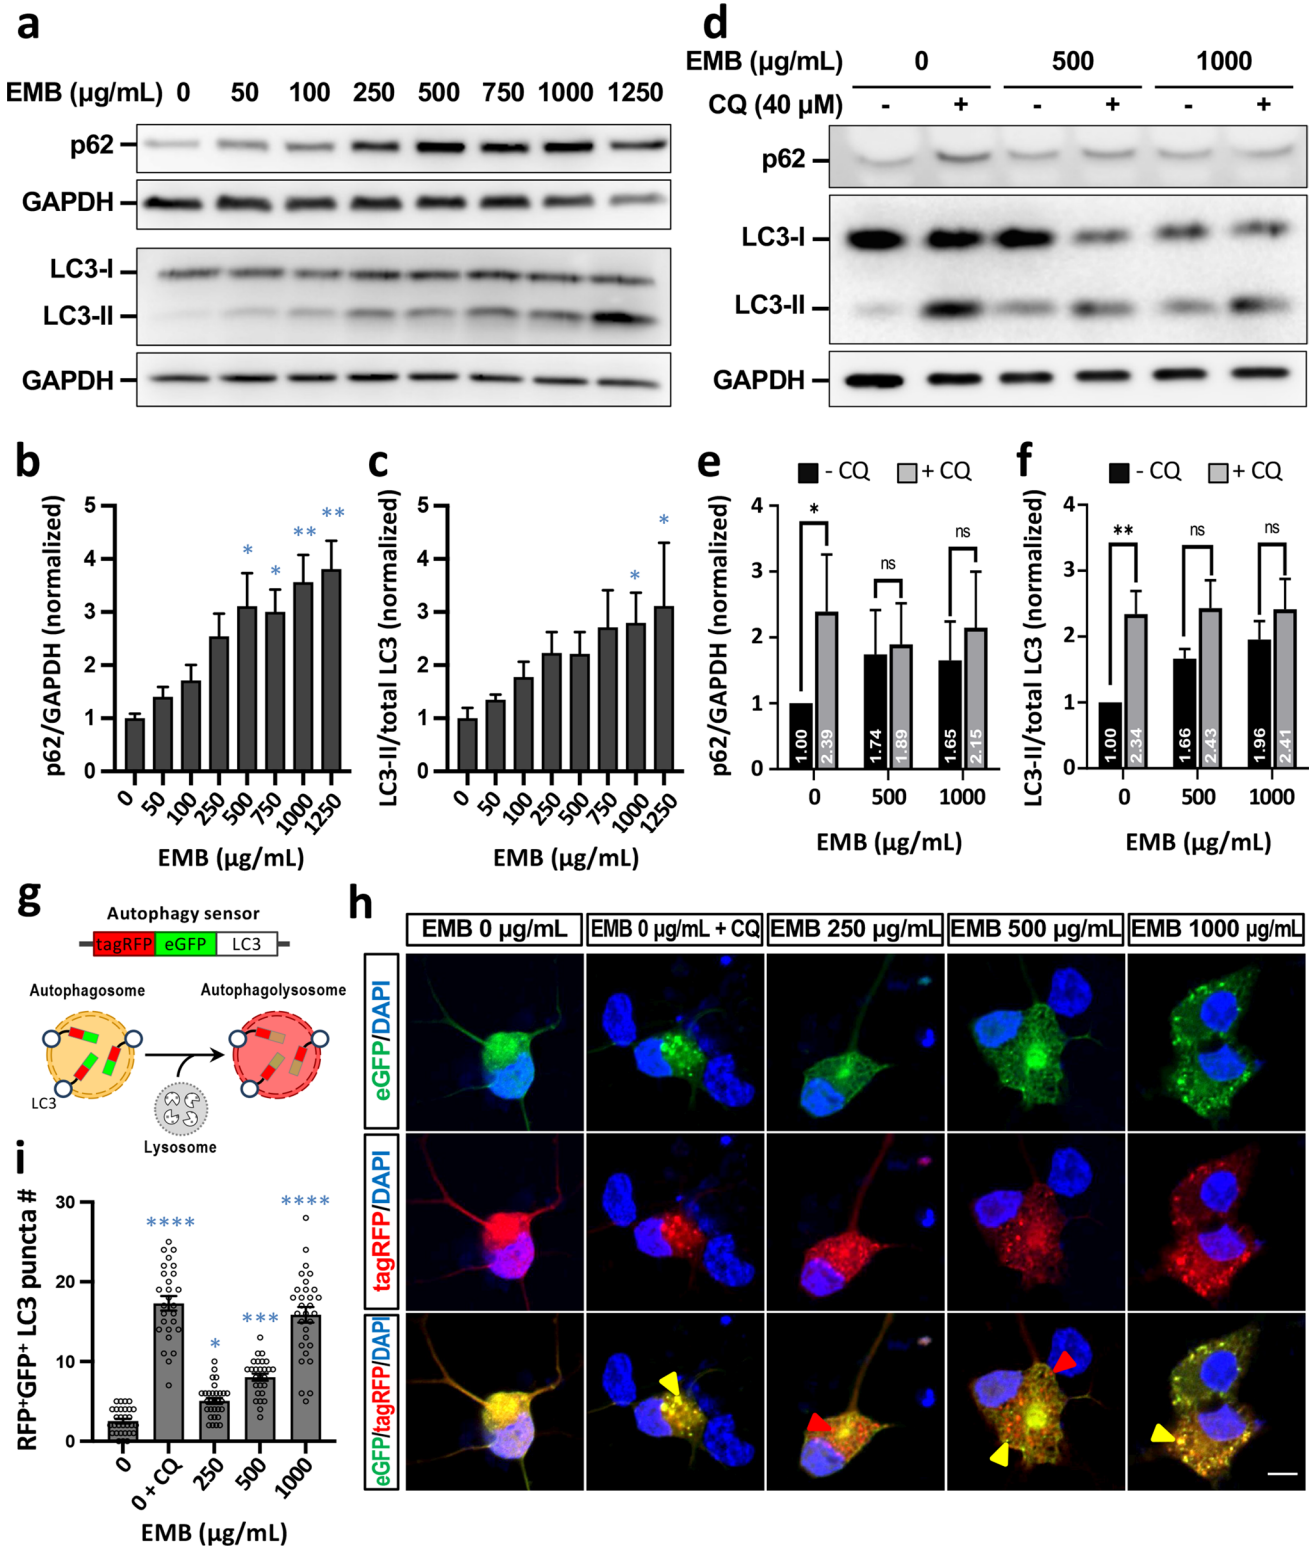 a
EMB (µg/mL) 0 50 100 250 500 750 1000 1250
p62
GAPDH
LC3-I
LC3-II
GAPDH
d
EMB (µg/mL) 0 500 1000
CQ (40 µM) - + - + - +
p62
LC3-I
LC3-II
GAPDH
b
p62/GAPDH (normalized)
5
4
3
2
1
0
* * ** **
0 50 100 250 500 750 1000 1250
EMB (µg/mL)
c
LC3-II/total LC3 (normalized)
5
4
3
2
1
0
* *
0 50 100 250 500 750 1000 1250
EMB (µg/mL)
e
- CQ + CQ
p62/GAPDH (normalized)
4
3
2
1
0
* ns ns
1.00 2.39 1.74 1.89 1.65 2.15
0 500 1000
EMB (µg/mL)
f
- CQ + CQ
LC3-II/total LC3 (normalized)
4
3
2
1
0
** ns ns
1.00 2.34 1.66 2.43 1.96 2.41
0 500 1000
EMB (µg/mL)
g
Autophagy sensor
tagRFP eGFP LC3
Autophagosome Autophagolysosome
LC3
Lysosome
h
EMB 0 µg/mL EMB 0 µg/mL + CQ EMB 250 µg/mL EMB 500 µg/mL EMB 1000 µg/mL
eGFP/DAPI
tagRFP/DAPI
eGFP/tagRFP/DAPI
i
RFP+GFP+ LC3 puncta #
30
20
10
0
**** * *** ****
0 0 + CQ 250 500 1000
EMB (µg/mL)